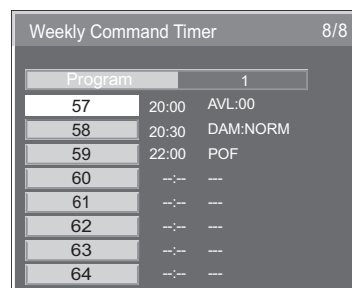 Weekly Command Timer 8/8
Program 1
57 20:00 AVL:00
58 20:30 DAM:NORM
59 22:00 POF
60 --:-- ---
61 --:-- ---
62 --:-- ---
63 --:-- ---
64 --:-- ---